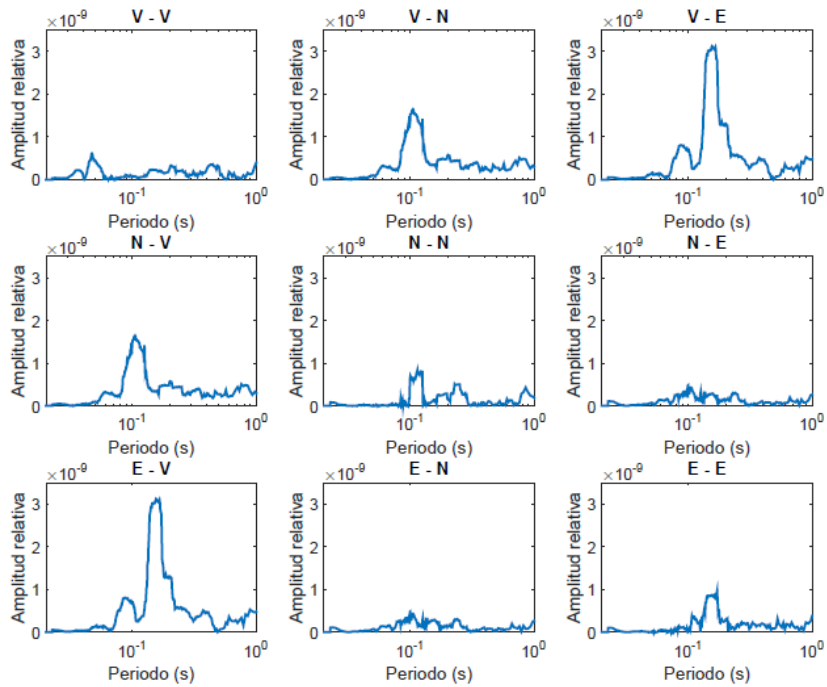 V - V V - N V - E
×10⁻⁹ ×10⁻⁹ ×10⁻⁹
Amplitud relativa Amplitud relativa Amplitud relativa
3 3 3
2 2 2
1 1 1
0 0 0
10⁻¹ 10⁰ 10⁻¹ 10⁰ 10⁻¹ 10⁰
Periodo (s) Periodo (s) Periodo (s)
N - V N - N N - E
×10⁻⁹ ×10⁻⁹ ×10⁻⁹
Amplitud relativa Amplitud relativa Amplitud relativa
3 3 3
2 2 2
1 1 1
0 0 0
10⁻¹ 10⁰ 10⁻¹ 10⁰ 10⁻¹ 10⁰
Periodo (s) Periodo (s) Periodo (s)
E - V E - N E - E
×10⁻⁹ ×10⁻⁹ ×10⁻⁹
Amplitud relativa Amplitud relativa Amplitud relativa
3 3 3
2 2 2
1 1 1
0 0 0
10⁻¹ 10⁰ 10⁻¹ 10⁰ 10⁻¹ 10⁰
Periodo (s) Periodo (s) Periodo (s)